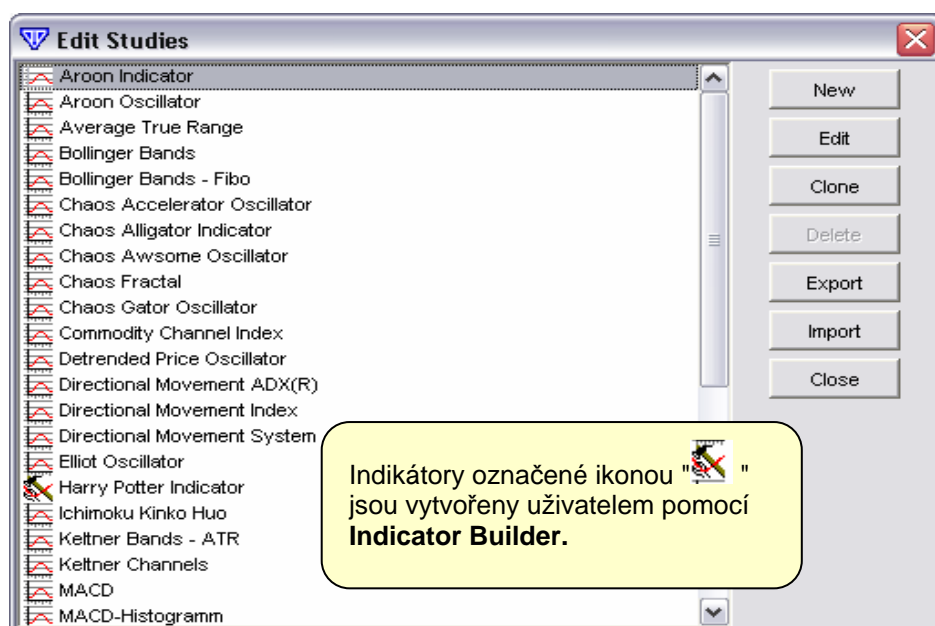 Edit Studies
Aroon Indicator
Aroon Oscillator
Average True Range
Bollinger Bands
Bollinger Bands - Fibo
Chaos Accelerator Oscillator
Chaos Alligator Indicator
Chaos Awsome Oscillator
Chaos Fractal
Chaos Gator Oscillator
Commodity Channel Index
Detrended Price Oscillator
Directional Movement ADX(R)
Directional Movement Index
Directional Movement System
Elliot Oscillator
Harry Potter Indicator
Ichimoku Kinko Huo
Keltner Bands - ATR
Keltner Channels
MACD
MACD-Histogramm
New
Edit
Clone
Delete
Export
Import
Close
Indikátory označené ikonou " "
jsou vytvořeny uživatelem pomocí
Indicator Builder.